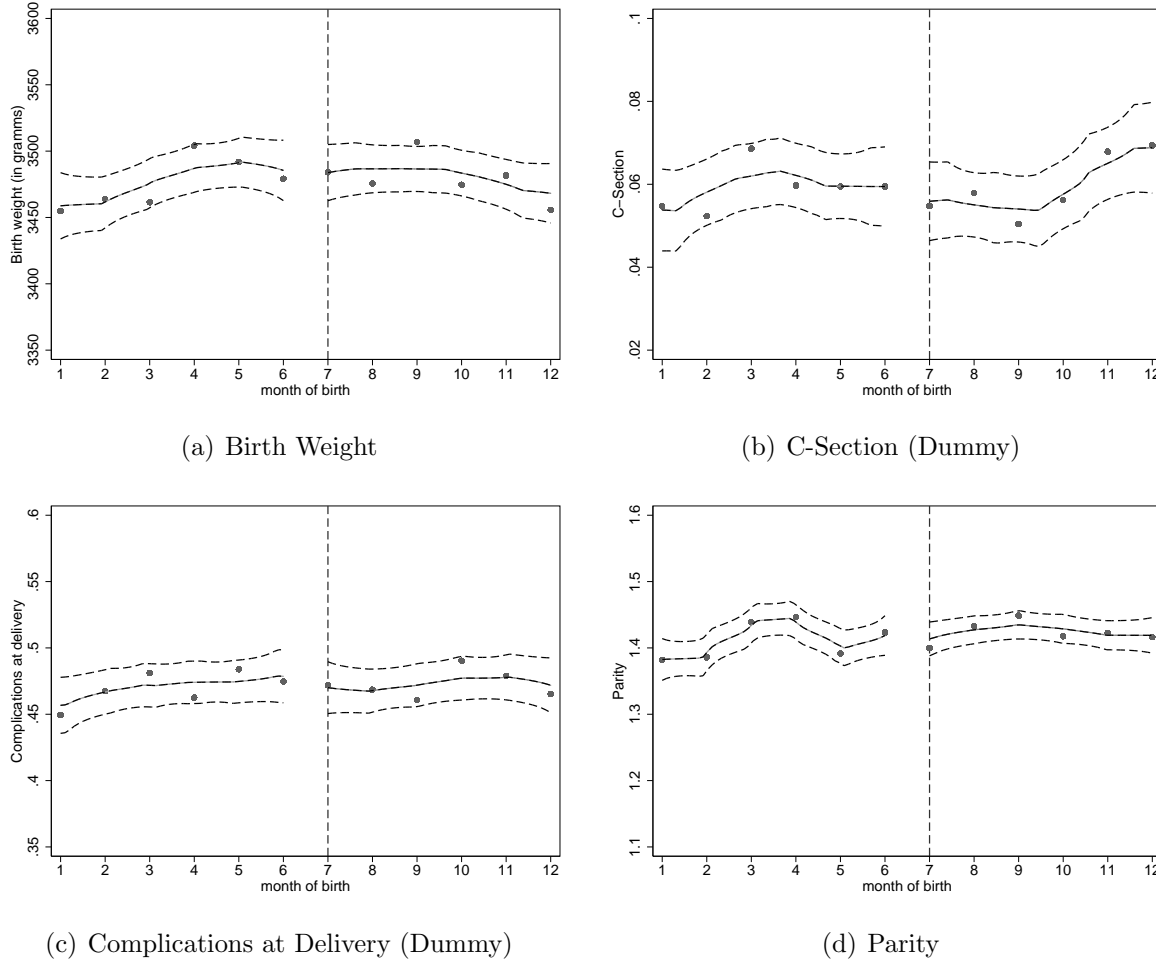 3600
3550
3500
3450
3400
3350
Birth weight (in gramms)
1 2 3 4 5 6 7 8 9 10 11 12
month of birth
(a) Birth Weight
.1
.08
.06
.04
.02
C−Section
1 2 3 4 5 6 7 8 9 10 11 12
month of birth
(b) C-Section (Dummy)
.6
.55
.5
.45
.4
.35
Complications at delivery
1 2 3 4 5 6 7 8 9 10 11 12
month of birth
(c) Complications at Delivery (Dummy)
1.6
1.5
1.4
1.3
1.2
1.1
Parity
1 2 3 4 5 6 7 8 9 10 11 12
month of birth
(d) Parity